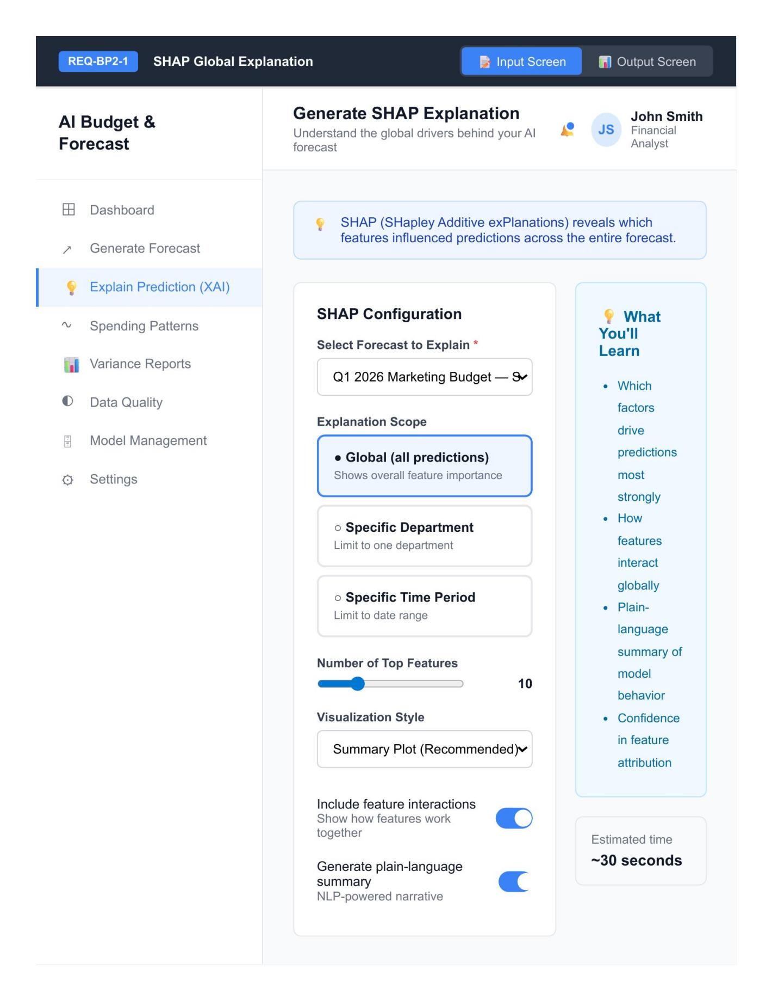 REQ-BP2-1 SHAP Global Explanation Input Screen Output Screen
AI Budget &
Forecast
Dashboard
Generate Forecast
Explain Prediction (XAI)
Spending Patterns
Variance Reports
Data Quality
Model Management
Settings
Generate SHAP Explanation
Understand the global drivers behind your AI
forecast
JS
John Smith
Financial
Analyst
SHAP (SHapley Additive exPlanations) reveals which
features influenced predictions across the entire forecast.
SHAP Configuration
Select Forecast to Explain *
Q1 2026 Marketing Budget — S
Explanation Scope
● Global (all predictions)
Shows overall feature importance
○ Specific Department
Limit to one department
○ Specific Time Period
Limit to date range
Number of Top Features
10
Visualization Style
Summary Plot (Recommended)
Include feature interactions
Show how features work
together
Generate plain-language
summary
NLP-powered narrative
What
You'll
Learn
• Which
factors
drive
predictions
most
strongly
• How
features
interact
globally
• Plain-
language
summary of
model
behavior
• Confidence
in feature
attribution
Estimated time
~30 seconds